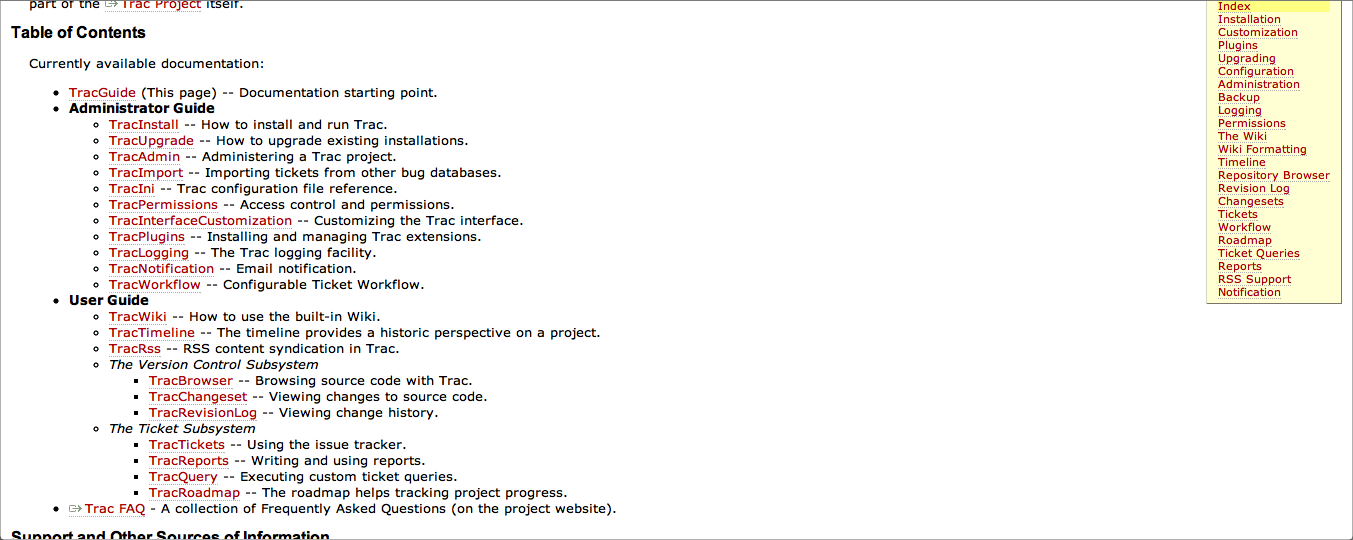 part of the Trac Project itself.
Table of Contents
Currently available documentation:
TracGuide (This page) -- Documentation starting point.
Administrator Guide
TracInstall -- How to install and run Trac.
TracUpgrade -- How to upgrade existing installations.
TracAdmin -- Administering a Trac project.
TracImport -- Importing tickets from other bug databases.
TracIni -- Trac configuration file reference.
TracPermissions -- Access control and permissions.
TracInterfaceCustomization -- Customizing the Trac interface.
TracPlugins -- Installing and managing Trac extensions.
TracLogging -- The Trac logging facility.
TracNotification -- Email notification.
TracWorkflow -- Configurable Ticket Workflow.
User Guide
TracWiki -- How to use the built-in Wiki.
TracTimeline -- The timeline provides a historic perspective on a project.
TracRss -- RSS content syndication in Trac.
The Version Control Subsystem
TracBrowser -- Browsing source code with Trac.
TracChangeset -- Viewing changes to source code.
TracRevisionLog -- Viewing change history.
The Ticket Subsystem
TracTickets -- Using the issue tracker.
TracReports -- Writing and using reports.
TracQuery -- Executing custom ticket queries.
TracRoadmap -- The roadmap helps tracking project progress.
Trac FAQ - A collection of Frequently Asked Questions (on the project website).
Support and Other Sources of Information
Index
Installation
Customization
Plugins
Upgrading
Configuration
Administration
Backup
Logging
Permissions
The Wiki
Wiki Formatting
Timeline
Repository Browser
Revision Log
Changesets
Tickets
Workflow
Roadmap
Ticket Queries
Reports
RSS Support
Notification